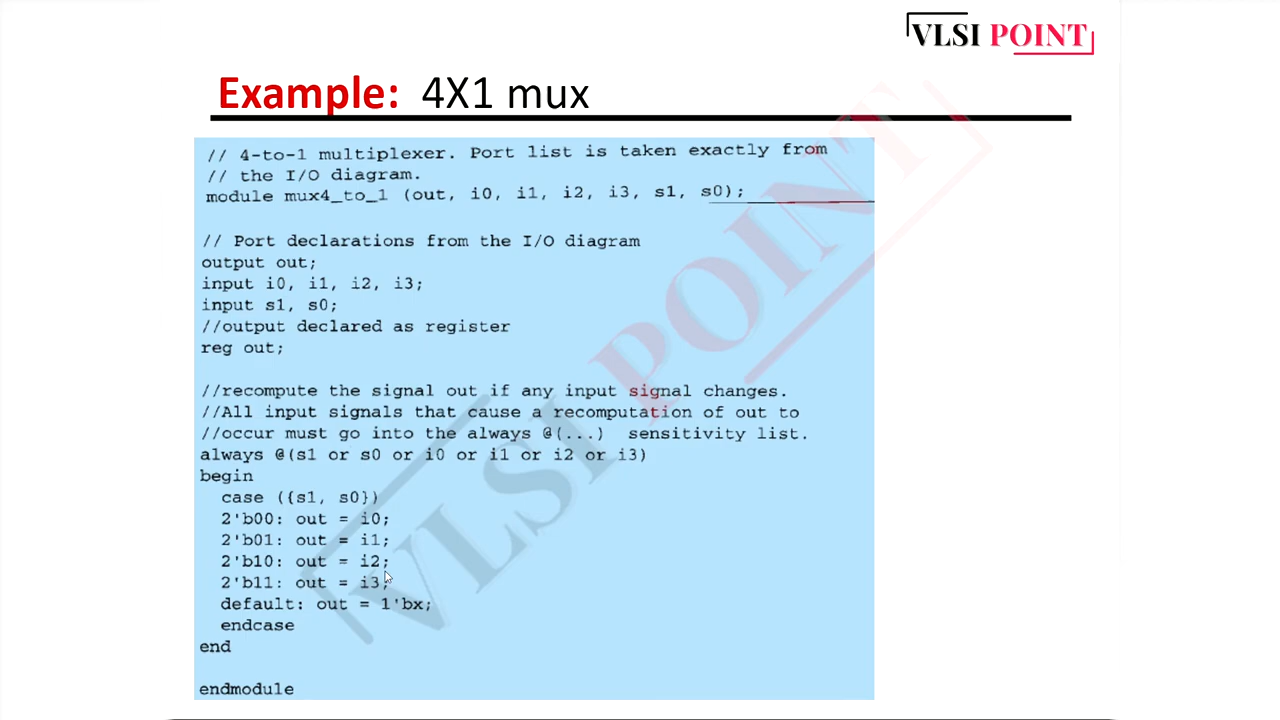 VLSI POINT
Example: 4X1 mux
// 4-to-1 multiplexer. Port list is taken exactly from
// the I/O diagram.
module mux4_to_1 (out, i0, i1, i2, i3, s1, s0);
// Port declarations from the I/O diagram
output out;
input i0, i1, i2, i3;
input s1, s0;
//output declared as register
reg out;
//recompute the signal out if any input signal changes.
//All input signals that cause a recomputation of out to
//occur must go into the always @(...) sensitivity list.
always @(s1 or s0 or i0 or i1 or i2 or i3)
begin
case ({s1, s0})
2'b00: out = i0;
2'b01: out = i1;
2'b10: out = i2;
2'b11: out = i3;
default: out = 1'bx;
endcase
end
endmodule
VLSI POINT